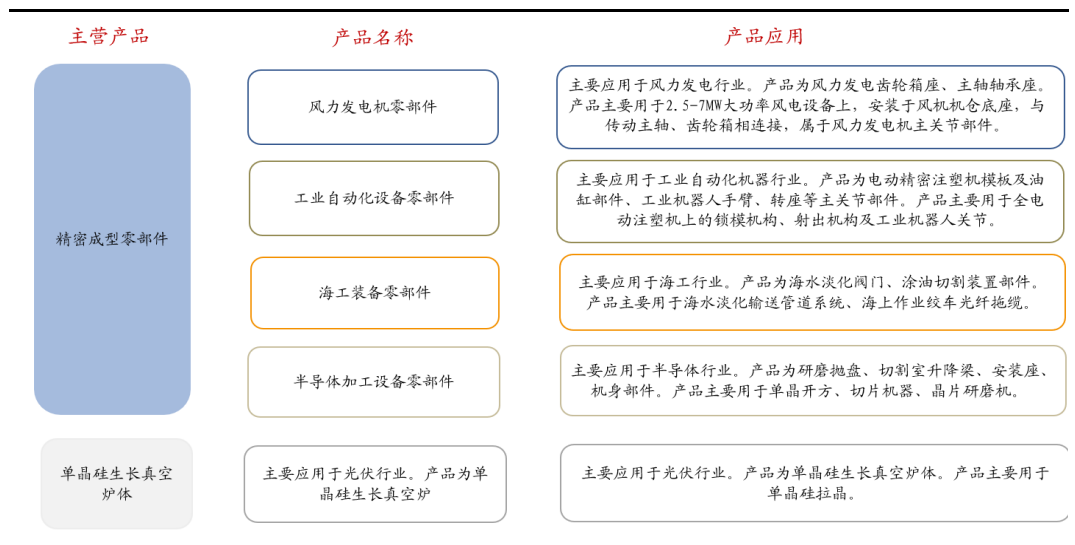 主营产品
产品名称
产品应用
精密成型零部件
风力发电机零部件
主要应用于风力发电行业。产品为风力发电齿轮箱座、主轴轴承座。
产品主要用于2.5-7MW大功率风电设备上，安装于风机机仓底座，与
传动主轴、齿轮箱相连接，属于风力发电机主关节部件。
工业自动化设备零部件
主要应用于工业自动化机器行业。产品为电动精密注塑机模板及油
缸部件、工业机器人手臂、转座等主关节部件。产品主要用于全电
动注塑机上的锁模机构、射出机构及工业机器人关节。
海工装备零部件
主要应用于海工行业。产品为海水淡化阀门、涂油切割装置部件。
产品主要用于海水淡化输送管道系统、海上作业绞车光纤拖缆。
半导体加工设备零部件
主要应用于半导体行业。产品为研磨抛盘、切割室升降梁、安装座、
机身部件。产品主要用于单晶开方、切片机器、晶片研磨机。
单晶硅生长真空
炉体
主要应用于光伏行业。产品为单
晶硅生长真空炉
主要应用于光伏行业。产品为单晶硅生长真空炉体。产品主要用于
单晶硅拉晶。